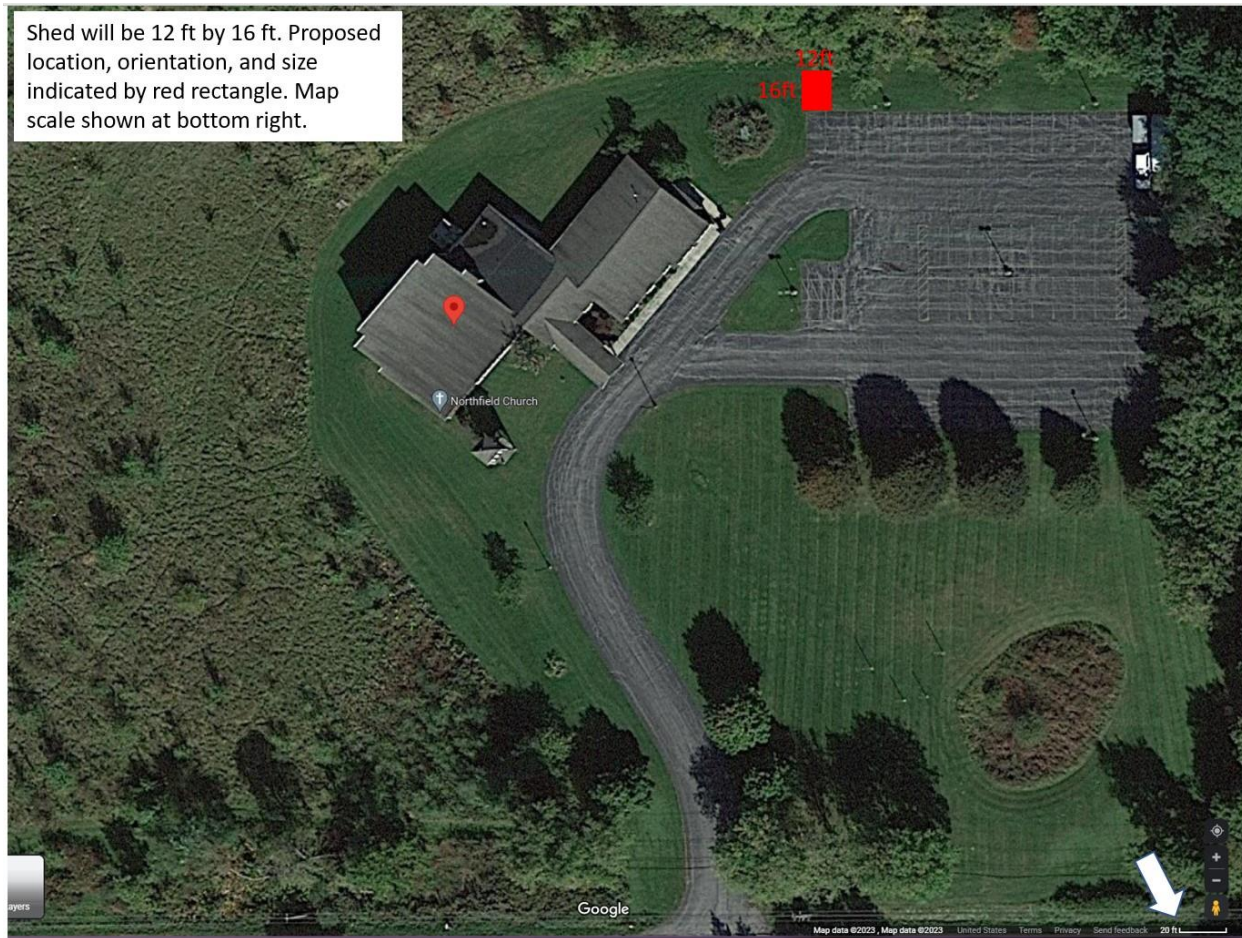 Shed will be 12 ft by 16 ft. Proposed
location, orientation, and size
indicated by red rectangle. Map
scale shown at bottom right.
12ft
16ft
Northfield Church
ayers
Google
Map data ©2023 , Map data ©2023 United States Terms Privacy Send feedback 20 ft